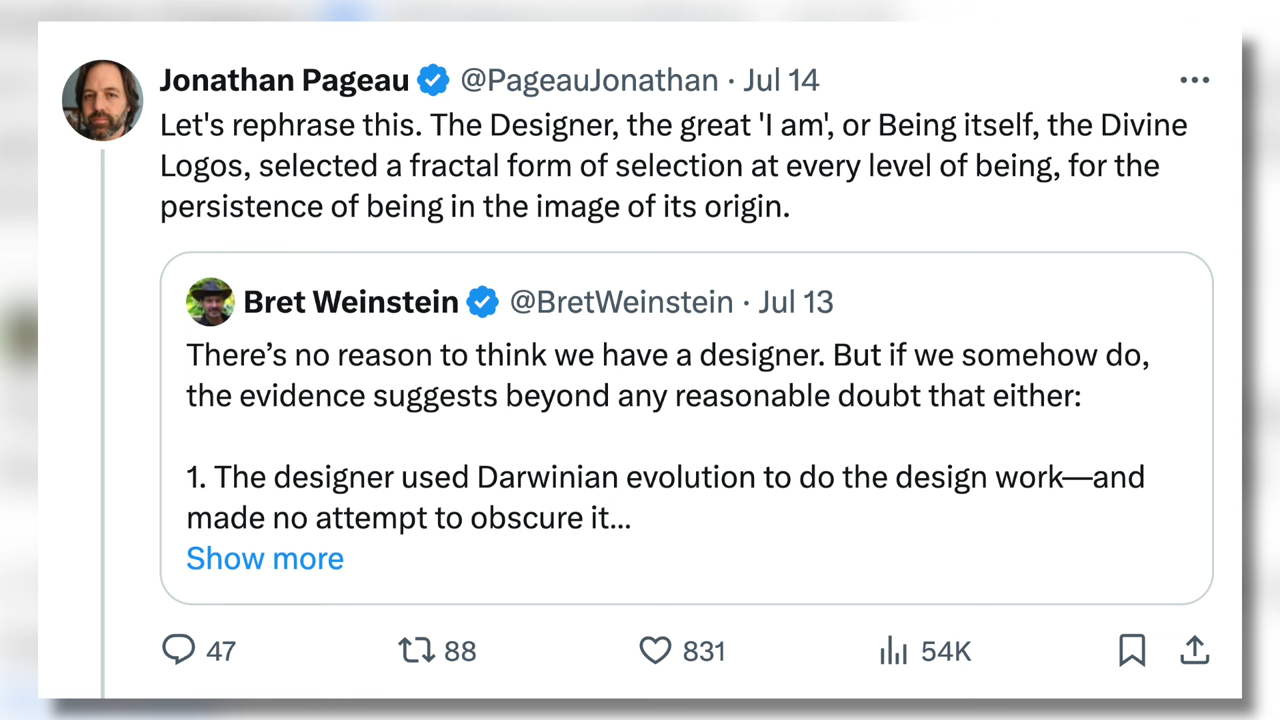 Jonathan Pageau @PageauJonathan · Jul 14
Let's rephrase this. The Designer, the great 'I am', or Being itself, the Divine
Logos, selected a fractal form of selection at every level of being, for the
persistence of being in the image of its origin.
Bret Weinstein @BretWeinstein · Jul 13
There’s no reason to think we have a designer. But if we somehow do,
the evidence suggests beyond any reasonable doubt that either:
1. The designer used Darwinian evolution to do the design work—and
made no attempt to obscure it...
Show more
47 88 831 54K